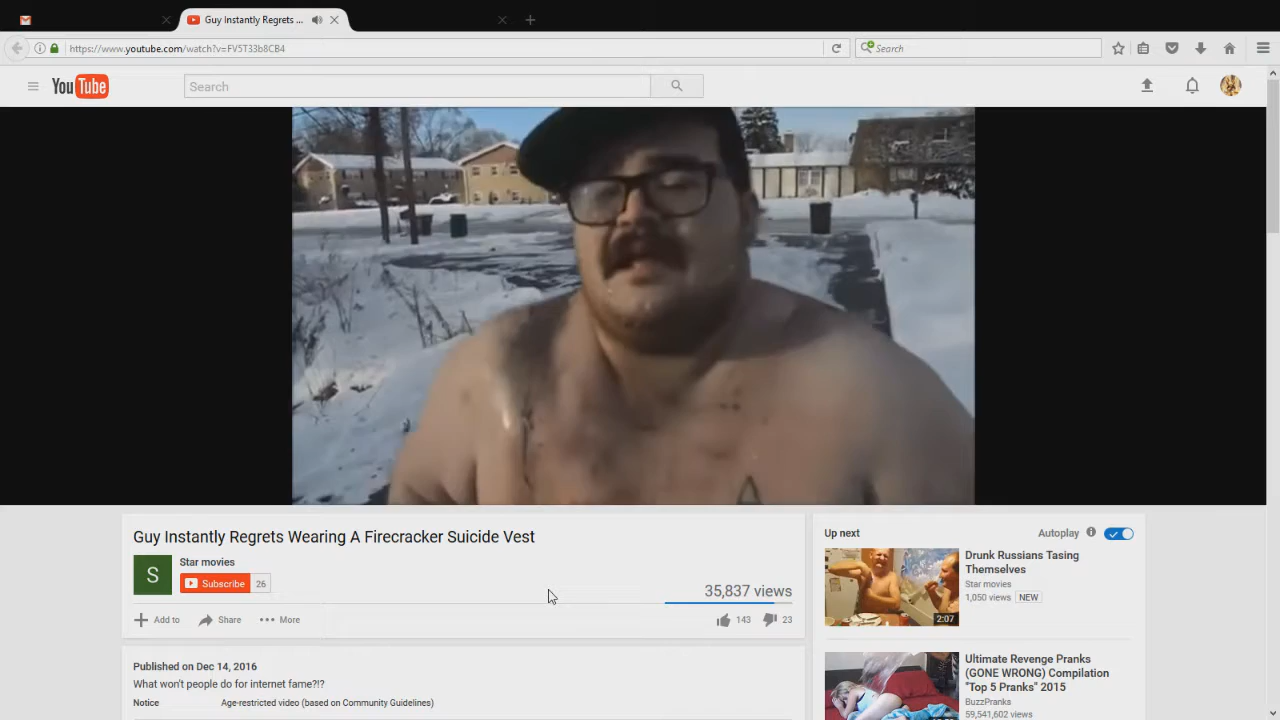 Guy Instantly Regrets ...
https://www.youtube.com/watch?v=FV5T33b8CB4
Search
YouTube
Search
Guy Instantly Regrets Wearing A Firecracker Suicide Vest
S
Star movies
Subscribe 26
35,837 views
Add to Share More
143 23
Published on Dec 14, 2016
What won't people do for internet fame?!?
Notice Age-restricted video (based on Community Guidelines)
Up next Autoplay
Drunk Russians Tasing
Themselves
Star movies
1,050 views NEW
2:07
Ultimate Revenge Pranks
(GONE WRONG) Compilation
"Top 5 Pranks" 2015
BuzzPranks
59,541,602 views